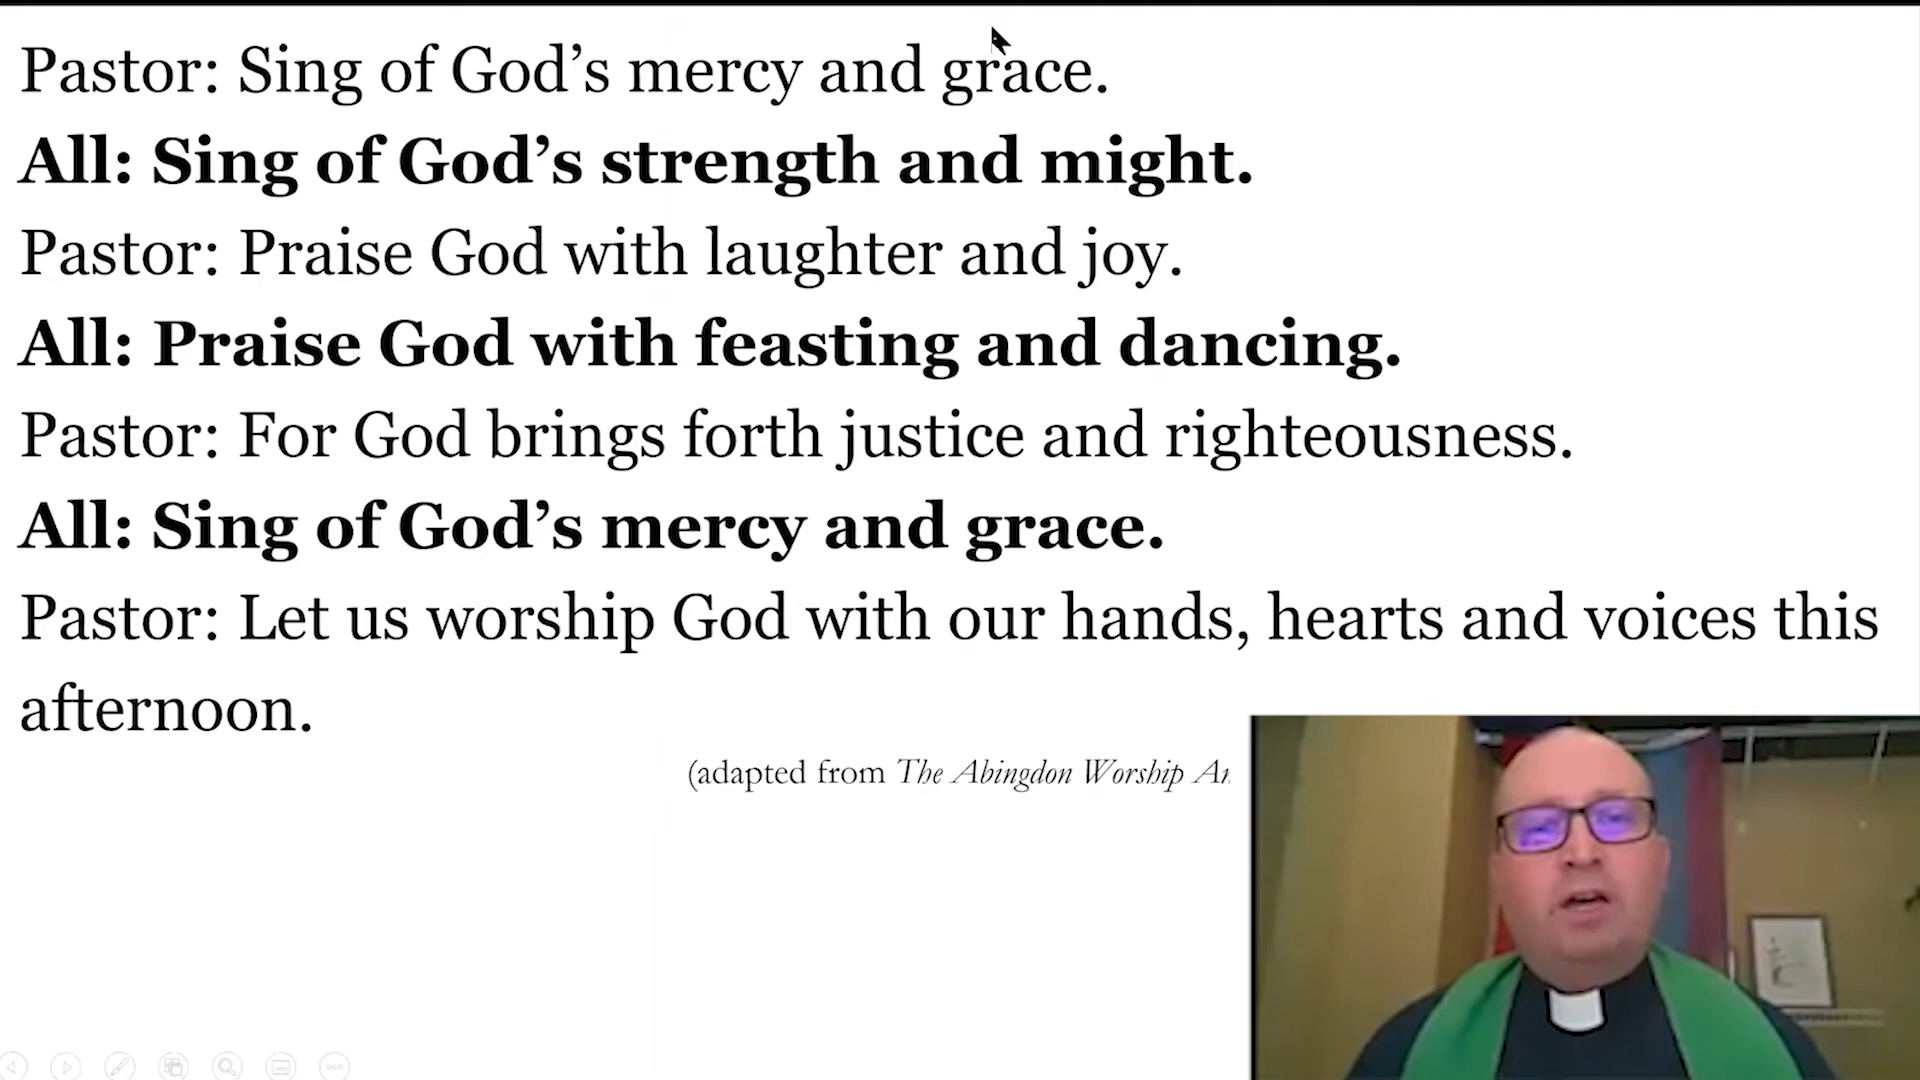 Pastor: Sing of God’s mercy and grace.
All: Sing of God’s strength and might.
Pastor: Praise God with laughter and joy.
All: Praise God with feasting and dancing.
Pastor: For God brings forth justice and righteousness.
All: Sing of God’s mercy and grace.
Pastor: Let us worship God with our hands, hearts and voices this
afternoon.
(adapted from The Abingdon Worship